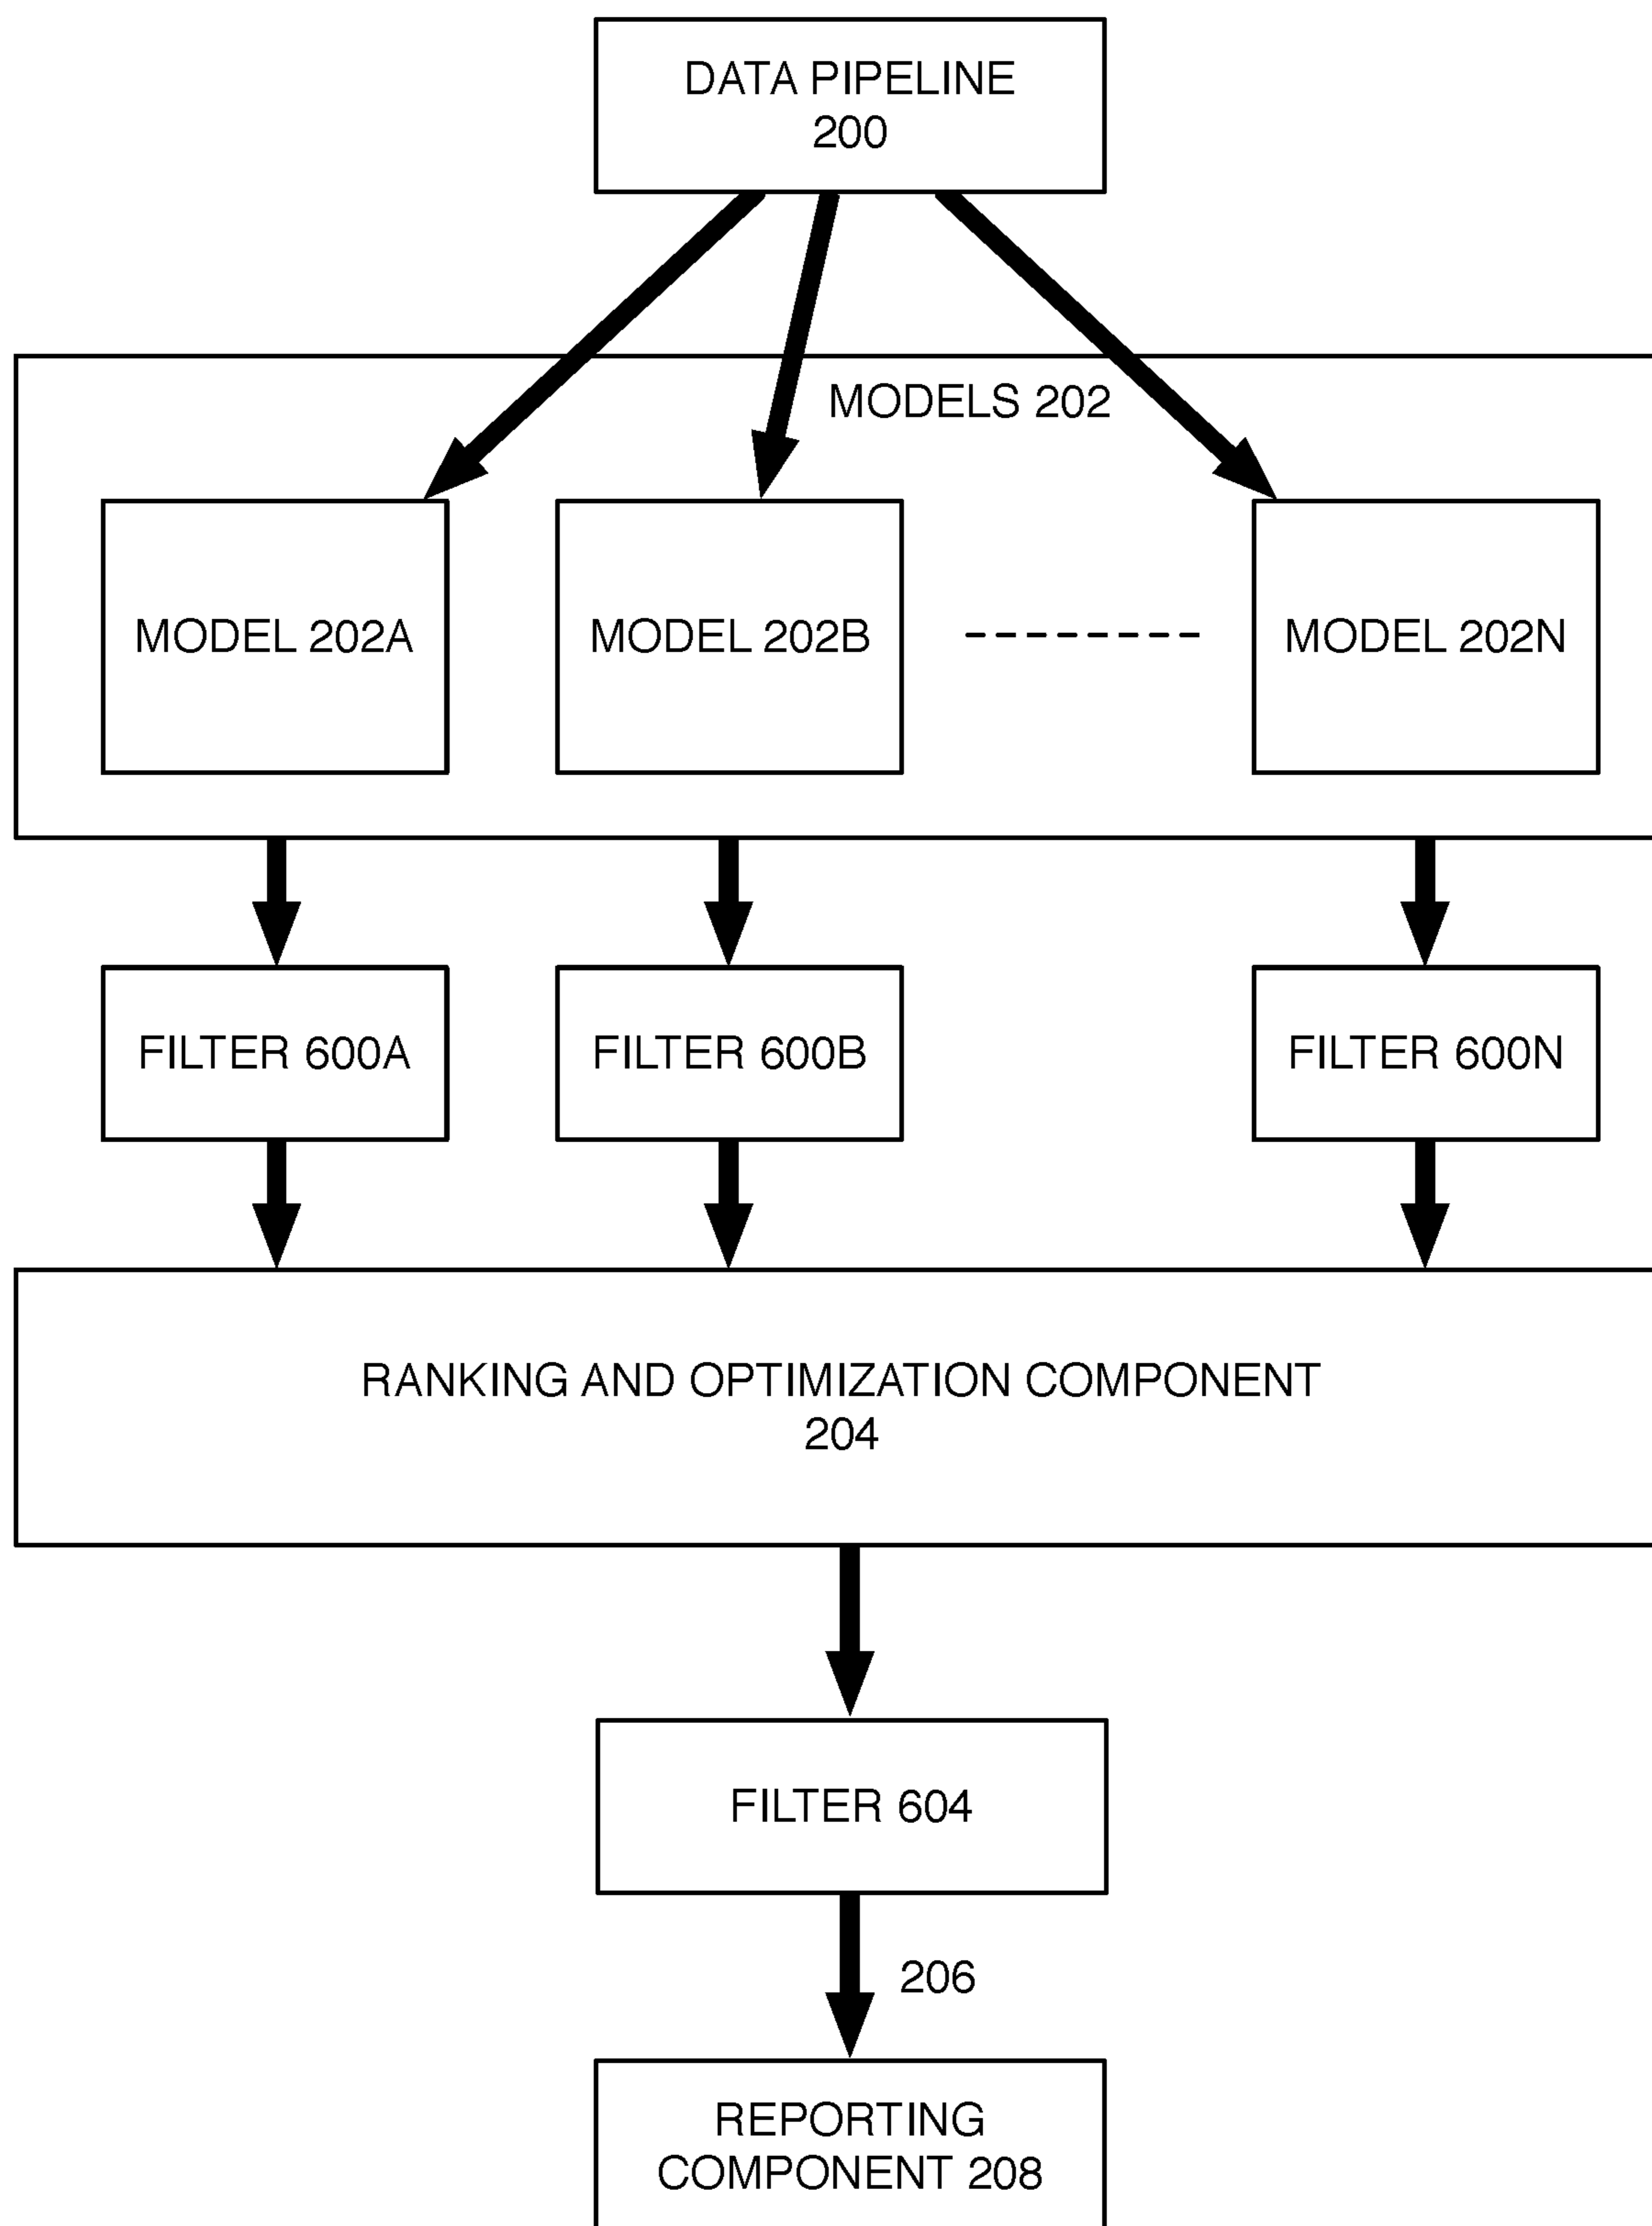 DATA PIPELINE
200
MODELS 202
MODEL 202A
MODEL 202B
MODEL 202N
FILTER 600A
FILTER 600B
FILTER 600N
RANKING AND OPTIMIZATION COMPONENT
204
FILTER 604
206
REPORTING
COMPONENT 208